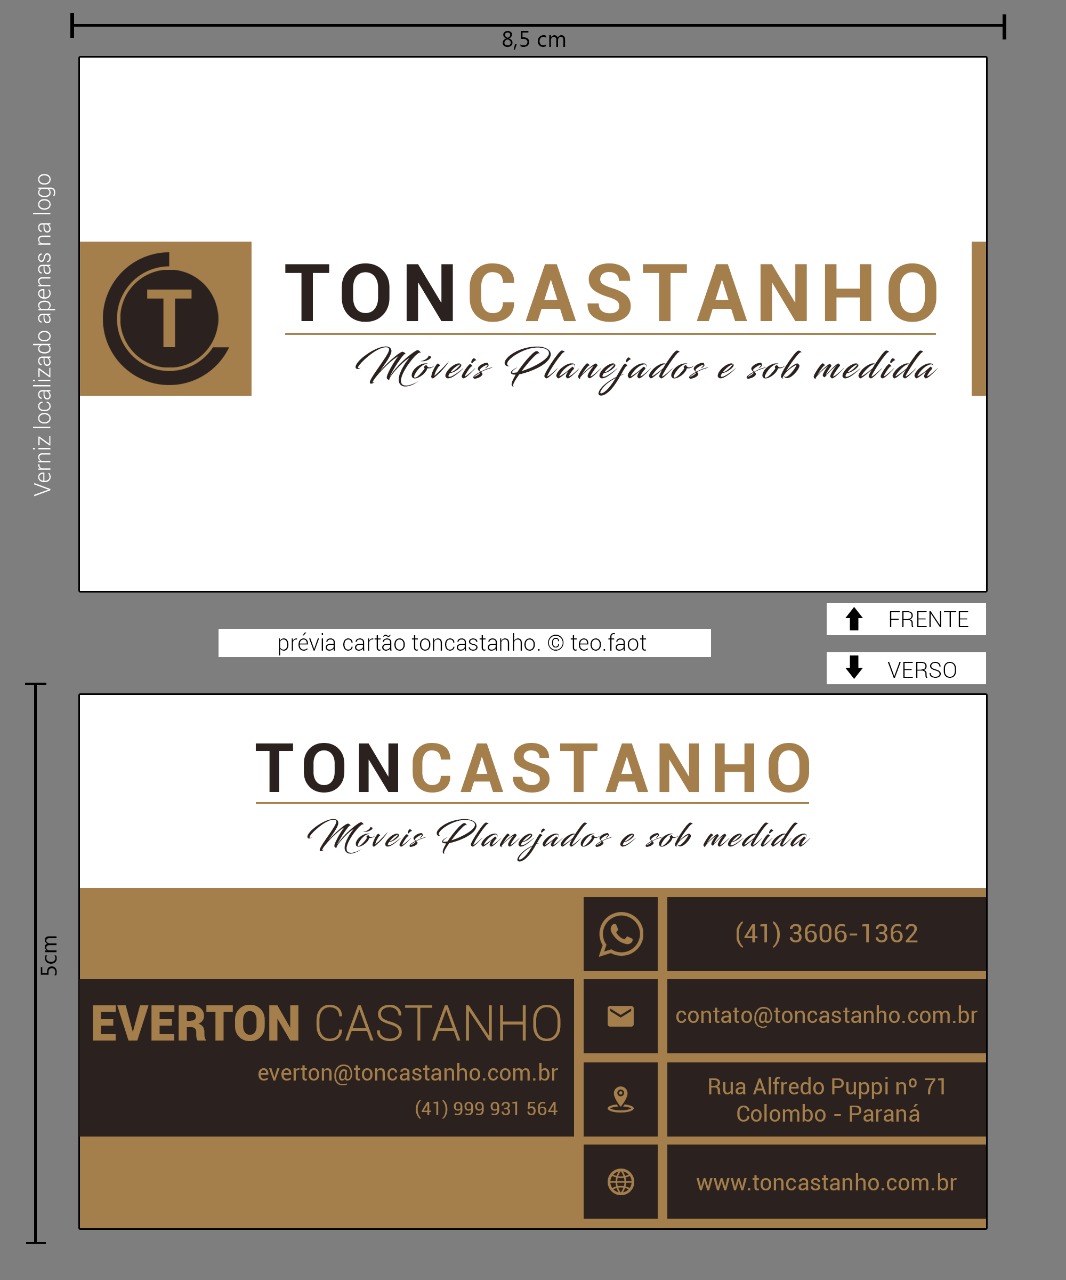 8,5 cm
Verniz localizado apenas na logo
T
TONCASTANHO
Móveis Planejados e sob medida
prévia cartão toncastanho. © teo.faot
FRENTE
VERSO
5cm
TONCASTANHO
Móveis Planejados e sob medida
EVERTON CASTANHO
everton@toncastanho.com.br
(41) 999 931 564
(41) 3606-1362
contato@toncastanho.com.br
Rua Alfredo Puppi nº 71
Colombo - Paraná
www.toncastanho.com.br